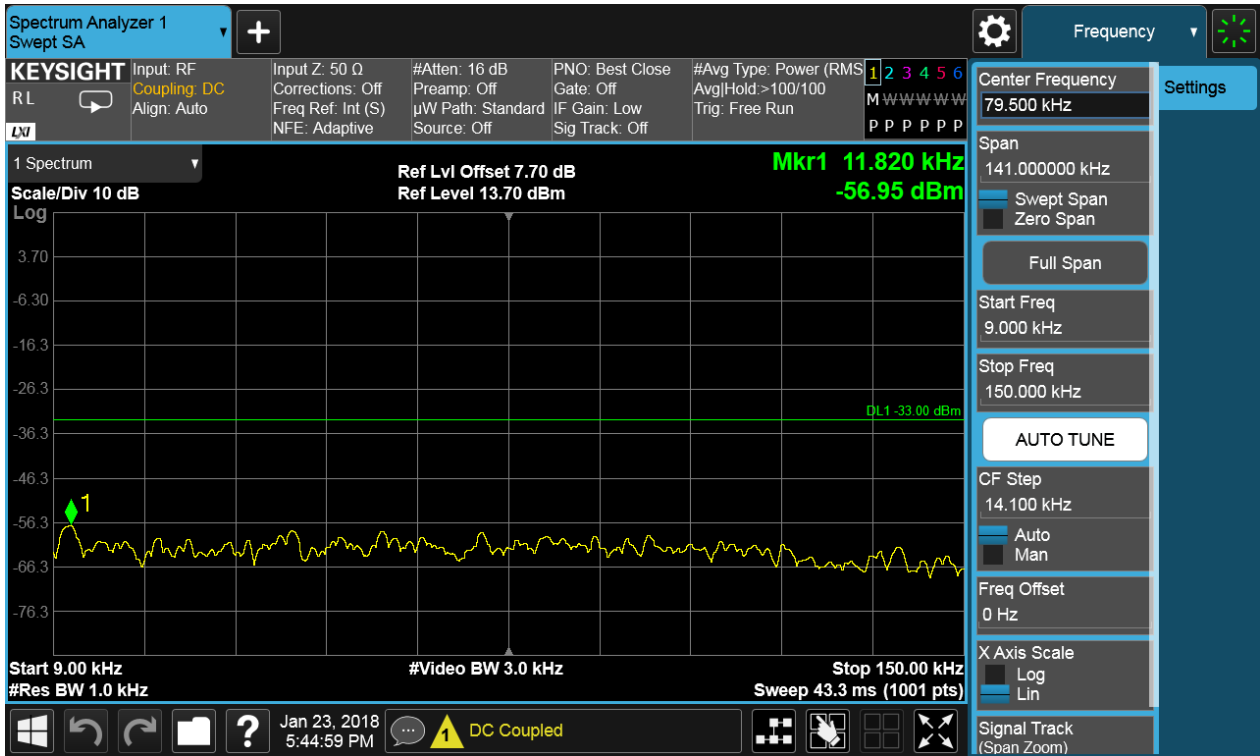 Spectrum Analyzer 1
Swept SA
Frequency
KEYSIGHT
R L
LXI
Input: RF
Coupling: DC
Align: Auto
Input Z: 50 Ω
Corrections: Off
Freq Ref: Int (S)
NFE: Adaptive
#Atten: 16 dB
Preamp: Off
µW Path: Standard
Source: Off
PNO: Best Close
Gate: Off
IF Gain: Low
Sig Track: Off
#Avg Type: Power (RMS
Avg|Hold:>100/100
Trig: Free Run
1 2 3 4 5 6
M W W W W W
P P P P P P
1 Spectrum
Scale/Div 10 dB
Ref Lvl Offset 7.70 dB
Ref Level 13.70 dBm
Mkr1 11.820 kHz
-56.95 dBm
Log
3.70
-6.30
-16.3
-26.3
-36.3
-46.3
-56.3
-66.3
-76.3
DL1 -33.00 dBm
1
Start 9.00 kHz
#Res BW 1.0 kHz
#Video BW 3.0 kHz
Stop 150.00 kHz
Sweep 43.3 ms (1001 pts)
Center Frequency
79.500 kHz
Span
141.000000 kHz
Swept Span
Zero Span
Full Span
Start Freq
9.000 kHz
Stop Freq
150.000 kHz
AUTO TUNE
CF Step
14.100 kHz
Auto
Man
Freq Offset
0 Hz
X Axis Scale
Log
Lin
Signal Track
(Span Zoom)
Settings
?
Jan 23, 2018
5:44:59 PM
1
DC Coupled